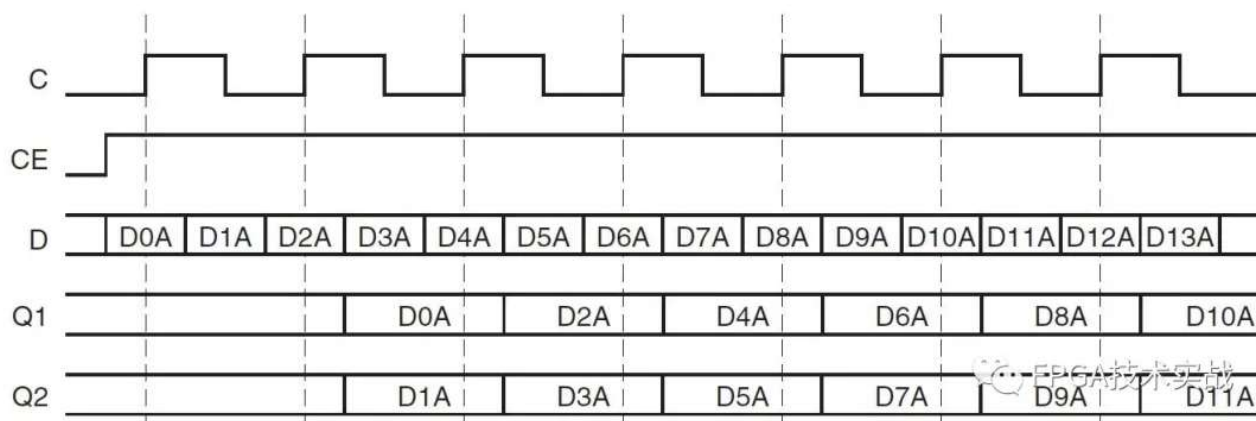 C
CE
D D0A D1A D2A D3A D4A D5A D6A D7A D8A D9A D10A D11A D12A D13A
Q1 D0A D2A D4A D6A D8A D10A
Q2 D1A D3A D5A D7A D9A D11A
FPGA技术实战